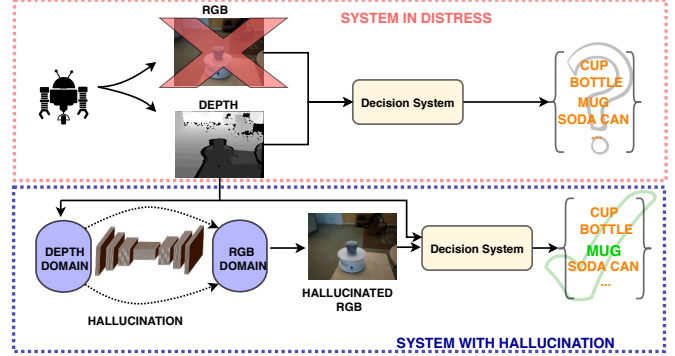 RGB
SYSTEM IN DISTRESS
DEPTH
Decision System
CUP
BOTTLE
MUG
SODA CAN
...
?
DEPTH
DOMAIN
RGB
DOMAIN
HALLUCINATION
HALLUCINATED
RGB
Decision System
CUP
BOTTLE
MUG
SODA CAN
...
SYSTEM WITH HALLUCINATION